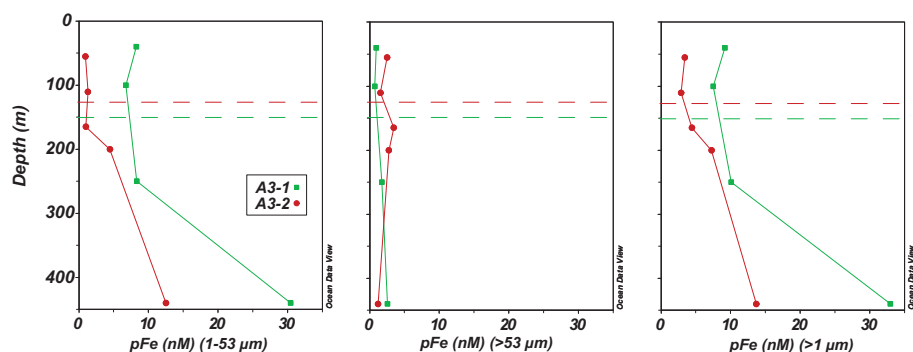 0
100
200
300
400
Depth (m)
A3-1
A3-2
0 10 20 30
pFe (nM) (1-53 µm)
Ocean Data View
0 10 20 30
pFe (nM) (>53 µm)
Ocean Data View
0 10 20 30
pFe (nM) (>1 µm)
Ocean Data View